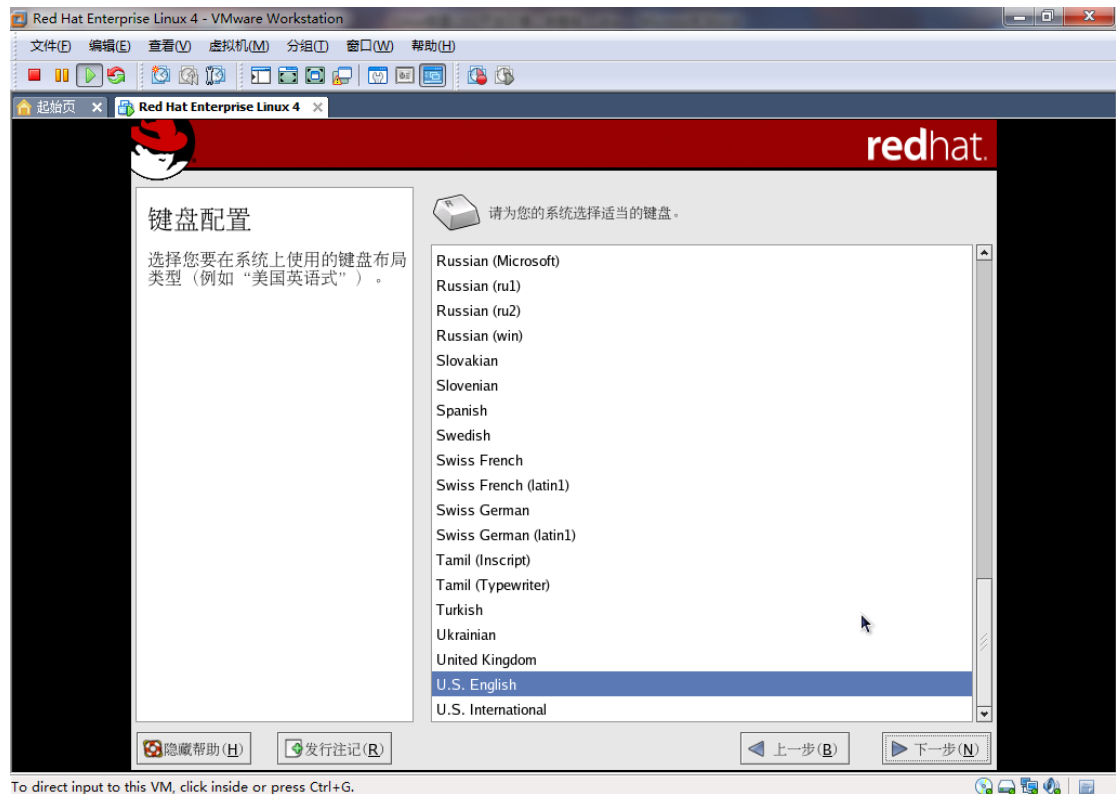 Red Hat Enterprise Linux 4 - VMware Workstation
文件(F) 编辑(E) 查看(V) 虚拟机(M) 分组(T) 窗口(W) 帮助(H)
起始页 Red Hat Enterprise Linux 4
redhat.
键盘配置
选择您要在系统上使用的键盘布局
类型（例如“美国英语式”）。
请为您的系统选择适当的键盘。
Russian (Microsoft)
Russian (ru1)
Russian (ru2)
Russian (win)
Slovakian
Slovenian
Spanish
Swedish
Swiss French
Swiss French (latin1)
Swiss German
Swiss German (latin1)
Tamil (Inscript)
Tamil (Typewriter)
Turkish
Ukrainian
United Kingdom
U.S. English
U.S. International
隐藏帮助(H) 发行注记(R) 上一步(B) 下一步(N)
To direct input to this VM, click inside or press Ctrl+G.